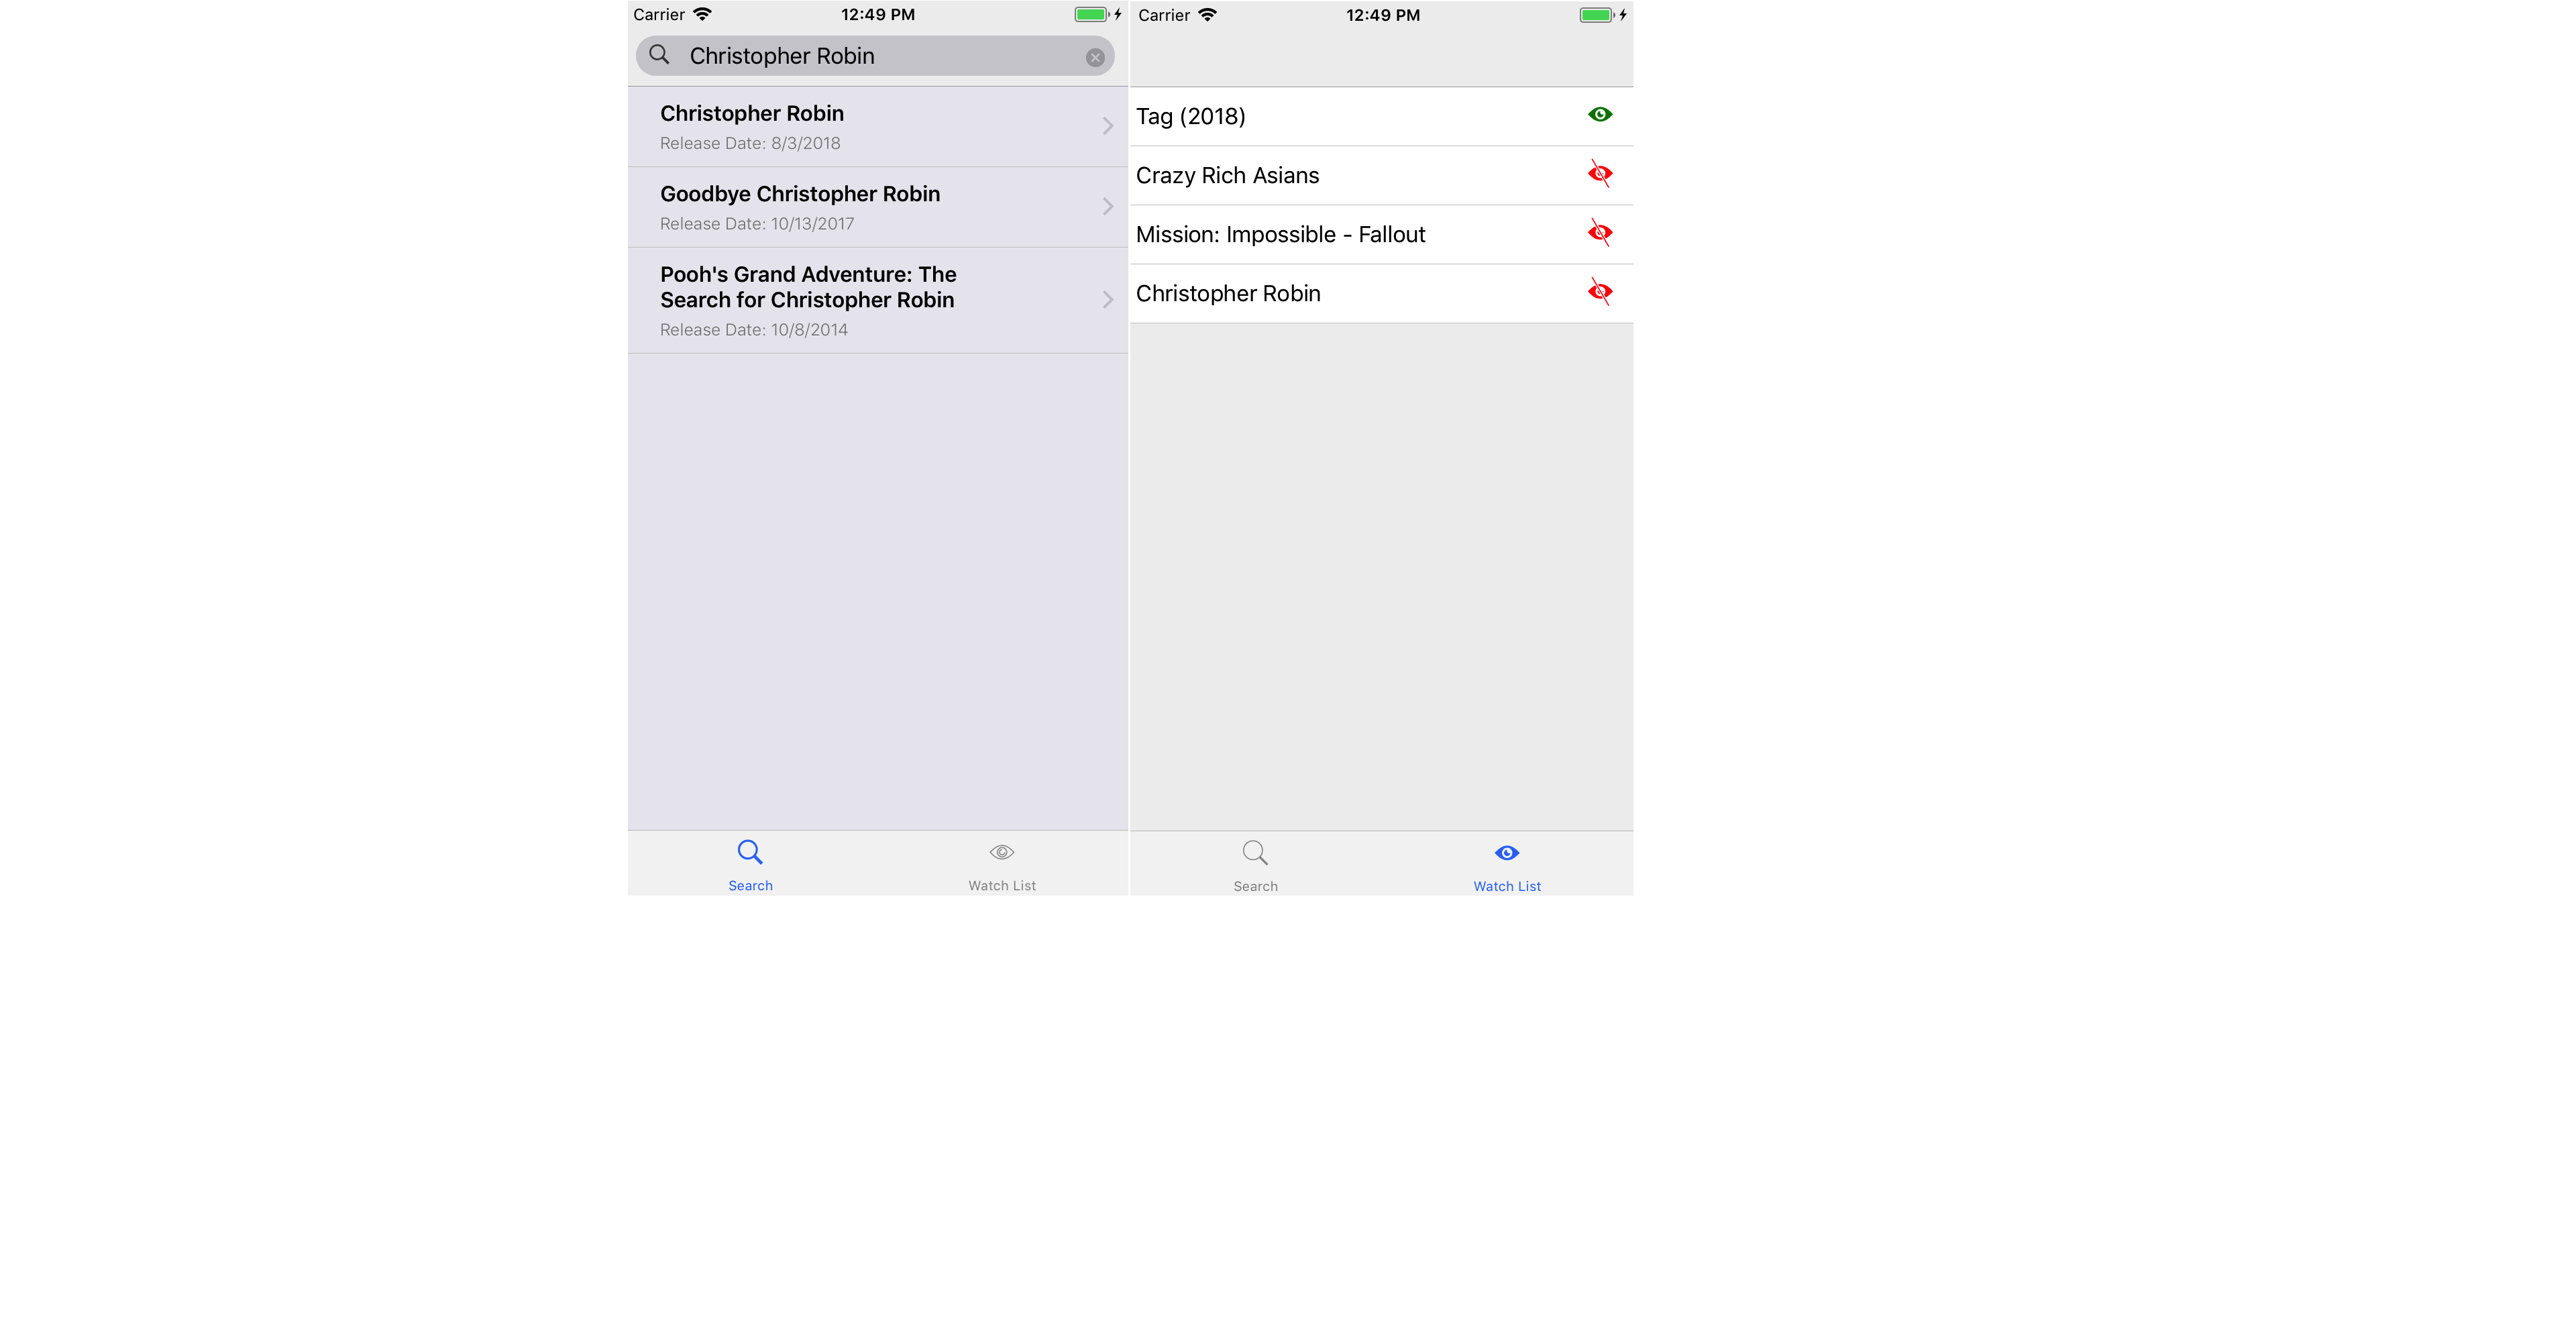 Carrier 12:49 PM
Christopher Robin
Christopher Robin
Release Date: 8/3/2018
Goodbye Christopher Robin
Release Date: 10/13/2017
Pooh's Grand Adventure: The
Search for Christopher Robin
Release Date: 10/8/2014
Search Watch List
Carrier 12:49 PM
Tag (2018)
Crazy Rich Asians
Mission: Impossible - Fallout
Christopher Robin
Search Watch List